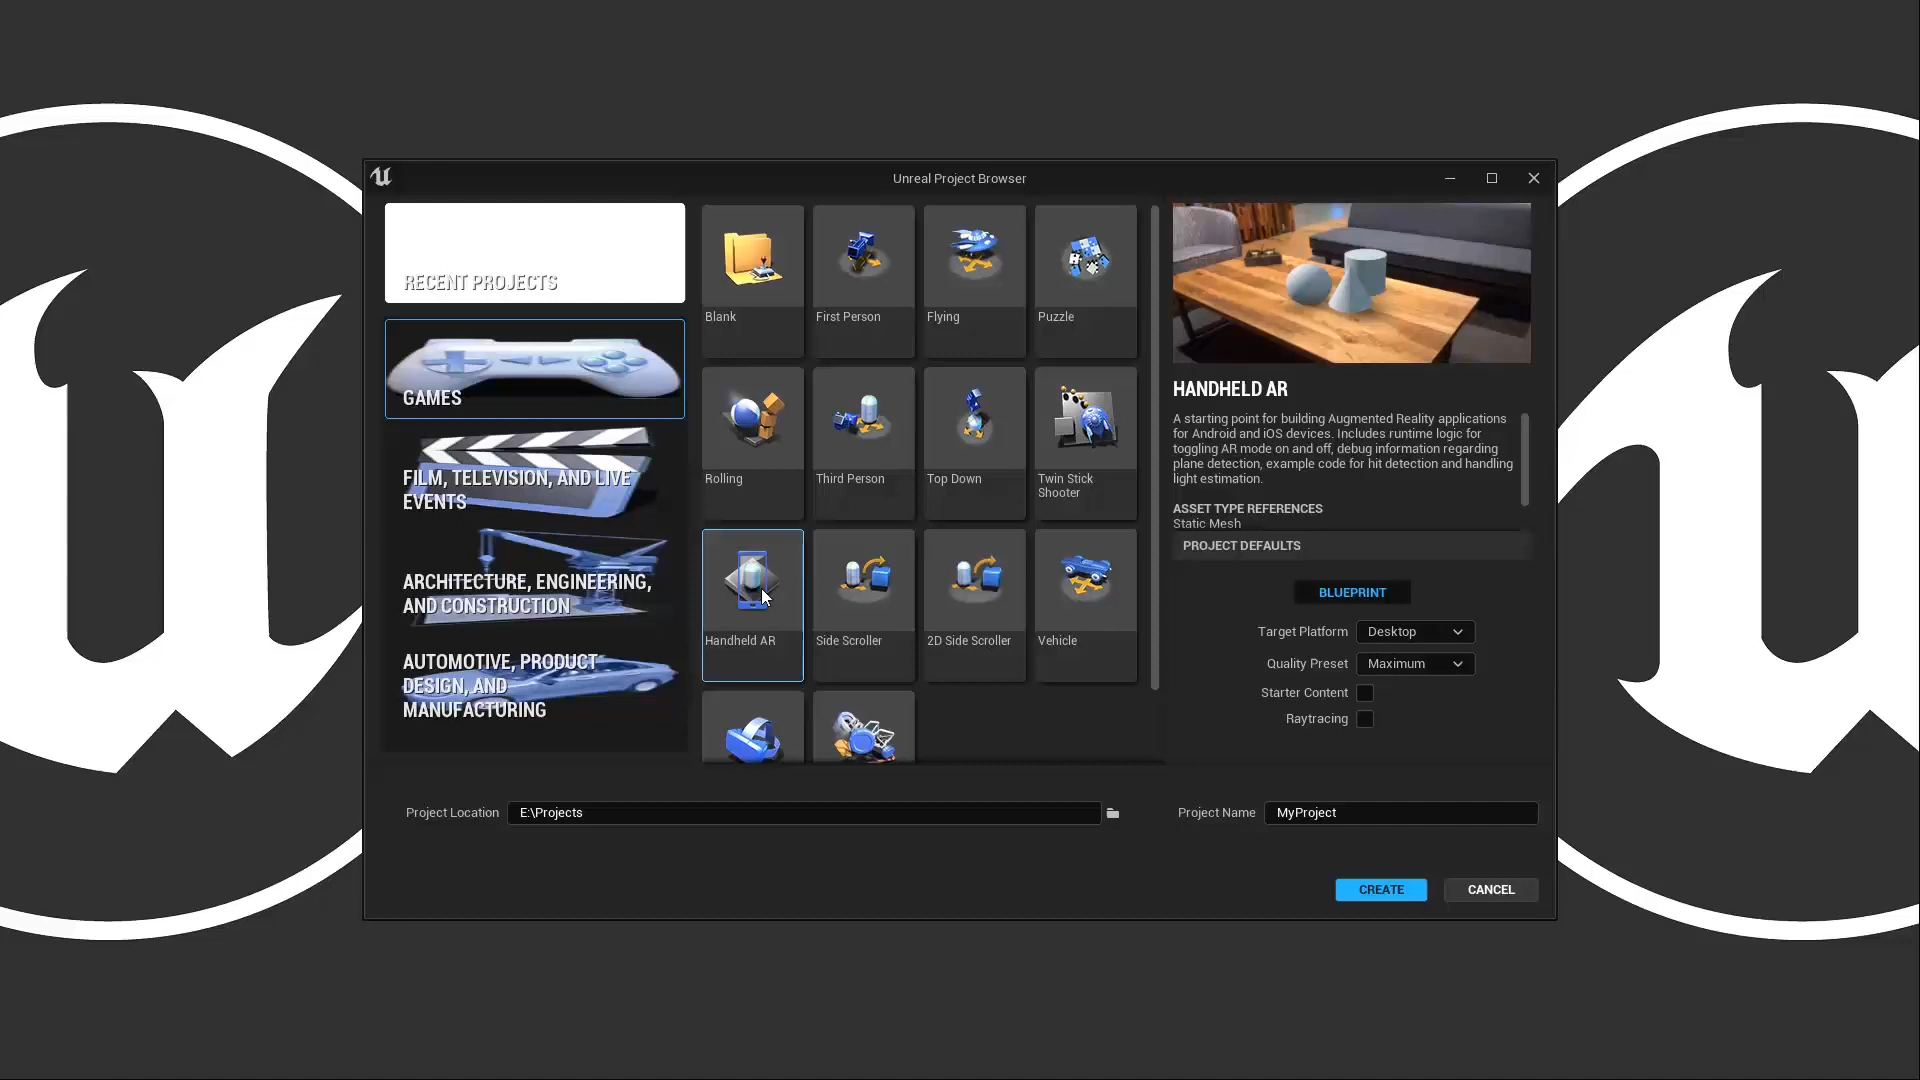 Unreal Project Browser
RECENT PROJECTS
GAMES
FILM, TELEVISION, AND LIVE
EVENTS
ARCHITECTURE, ENGINEERING,
AND CONSTRUCTION
AUTOMOTIVE, PRODUCT
DESIGN, AND
MANUFACTURING
Blank
First Person
Flying
Puzzle
Rolling
Third Person
Top Down
Twin Stick
Shooter
Handheld AR
Side Scroller
2D Side Scroller
Vehicle
HANDHELD AR
A starting point for building Augmented Reality applications
for Android and iOS devices. Includes runtime logic for
toggling AR mode on and off, debug information regarding
plane detection, example code for hit detection and handling
light estimation.
ASSET TYPE REFERENCES
Static Mesh
PROJECT DEFAULTS
BLUEPRINT
Target Platform Desktop
Quality Preset Maximum
Starter Content
Raytracing
Project Location E:\Projects
Project Name MyProject
CREATE
CANCEL